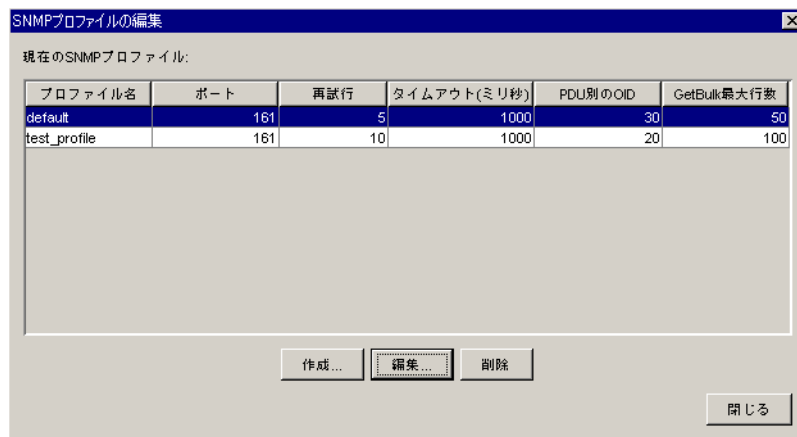 SNMPプロファイルの編集
現在のSNMPプロファイル:
プロファイル名 ポート 再試行 タイムアウト(ミリ秒) PDU別のOID GetBulk最大行数
default 161 5 1000 30 50
test_profile 161 10 1000 20 100
作成... 編集... 削除
閉じる